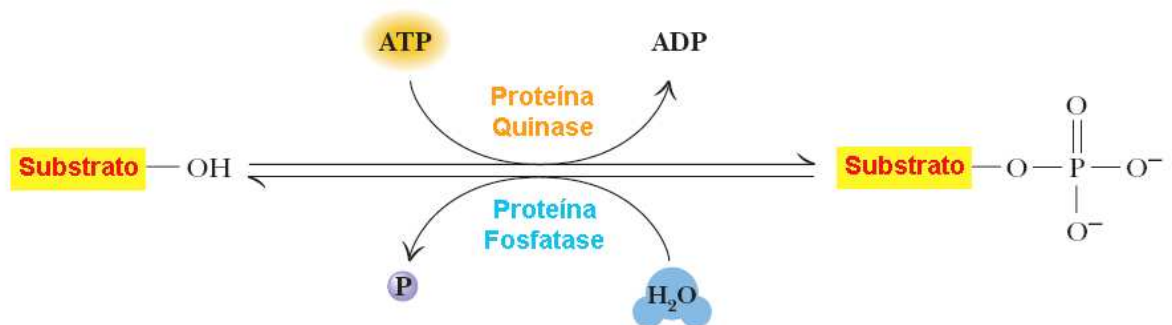 ATP
ADP
Proteína
Quinase
Substrato
OH
Substrato
O
P
O
O⁻
O⁻
Proteína
Fosfatase
P
H₂O